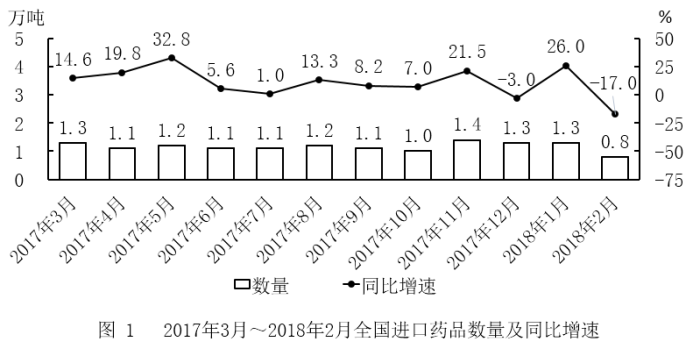 万吨 %
5 50
14.6 19.8 32.8 5.6 1.0 13.3 8.2 7.0 21.5 -3.0 26.0 -17.0
4 25
3 0
2 -25
1.3 1.1 1.2 1.1 1.1 1.2 1.1 1.0 1.4 1.3 1.3 0.8
1 -50
0 -75
2017年3月 2017年4月 2017年5月 2017年6月 2017年7月 2017年8月 2017年9月 2017年10月 2017年11月 2017年12月 2018年1月 2018年2月
数量 同比增速
图 1 2017年3月～2018年2月全国进口药品数量及同比增速